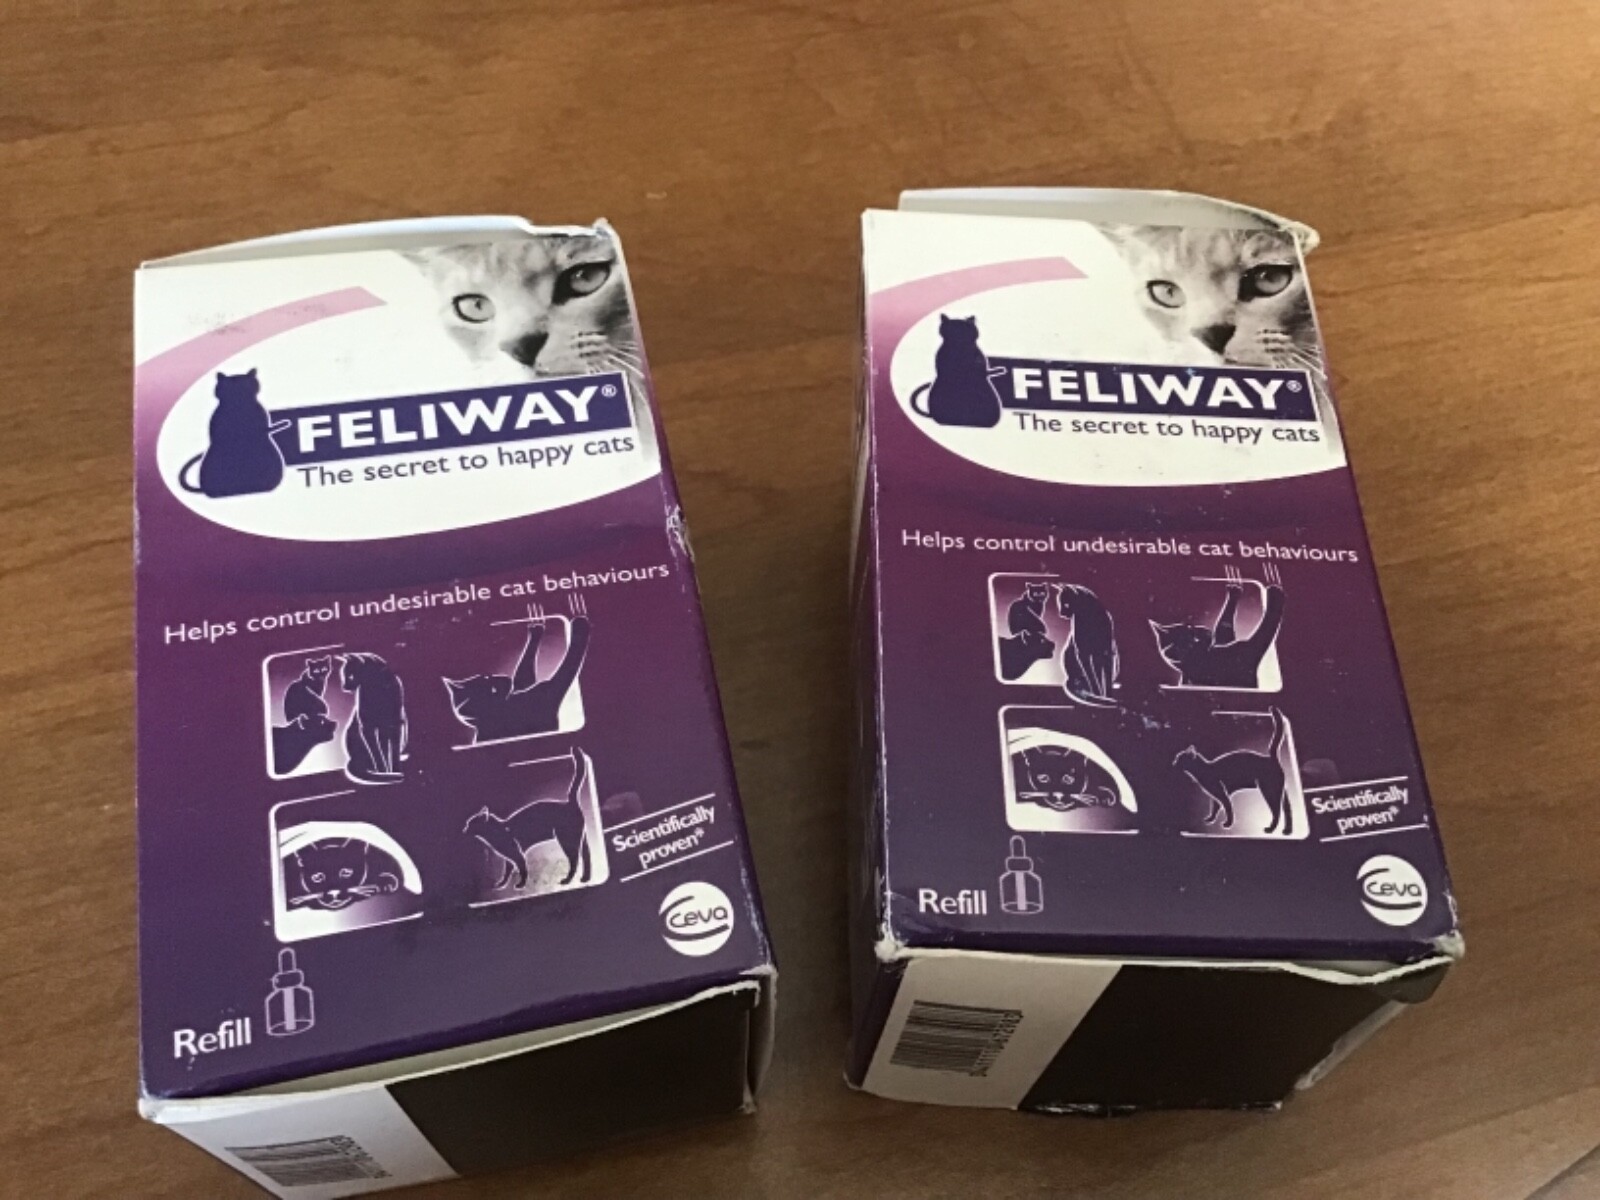 FELIWAY®
The secret to happy cats
Helps control undesirable cat behaviours
Scientifically
proven*
Ceva
Refill
FELIWAY®
The secret to happy cats
Helps control undesirable cat behaviours
Scientifically
proven*
Ceva
Refill